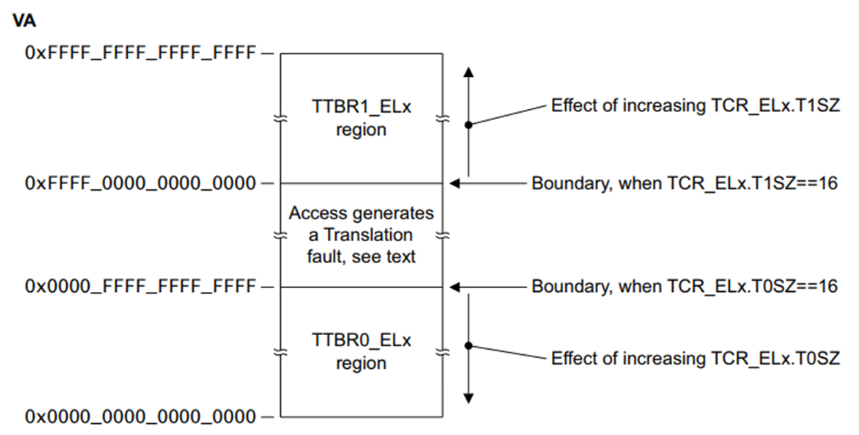 VA
0xFFFF_FFFF_FFFF_FFFF
TTBR1_ELx
region
Effect of increasing TCR_ELx.T1SZ
0xFFFF_0000_0000_0000
Boundary, when TCR_ELx.T1SZ==16
Access generates
a Translation
fault, see text
0x0000_FFFF_FFFF_FFFF
Boundary, when TCR_ELx.T0SZ==16
TTBR0_ELx
region
Effect of increasing TCR_ELx.T0SZ
0x0000_0000_0000_0000